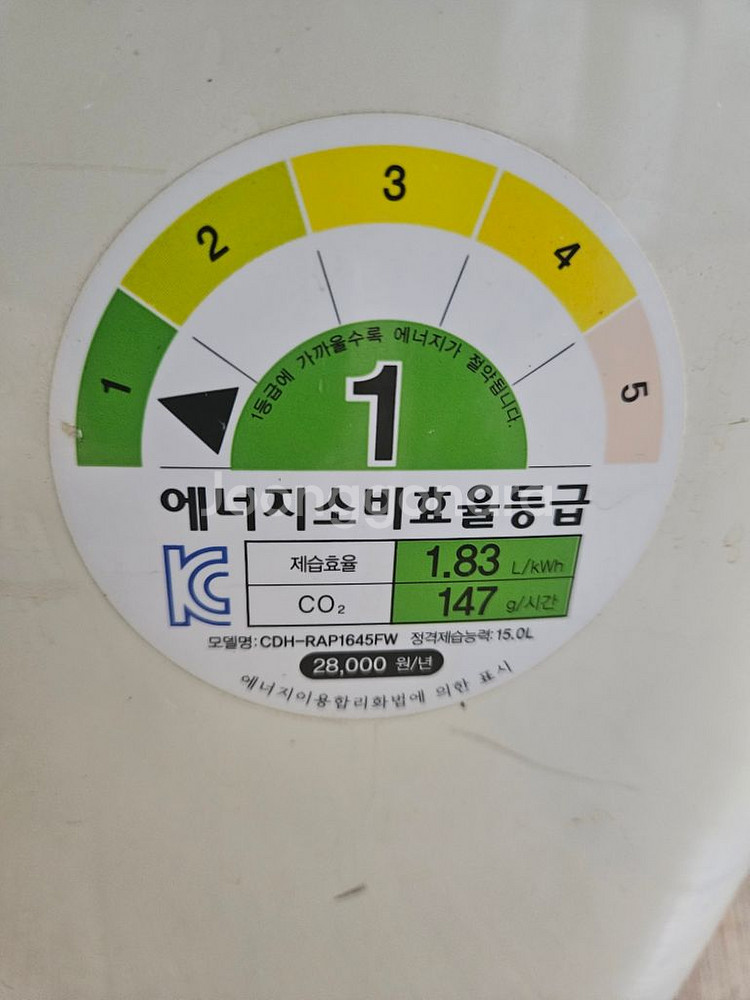 1
2
3
4
5
1등급에 가까울수록 에너지가 절약됩니다.
1
에너지소비효율등급
Joonggonara
제습효율 1.83 L/kWh
CO₂ 147 g/시간
모델명:CDH-RAP1645FW 정격제습능력:15.0L
28,000 원/년
에너지이용합리화법에 의한 표시